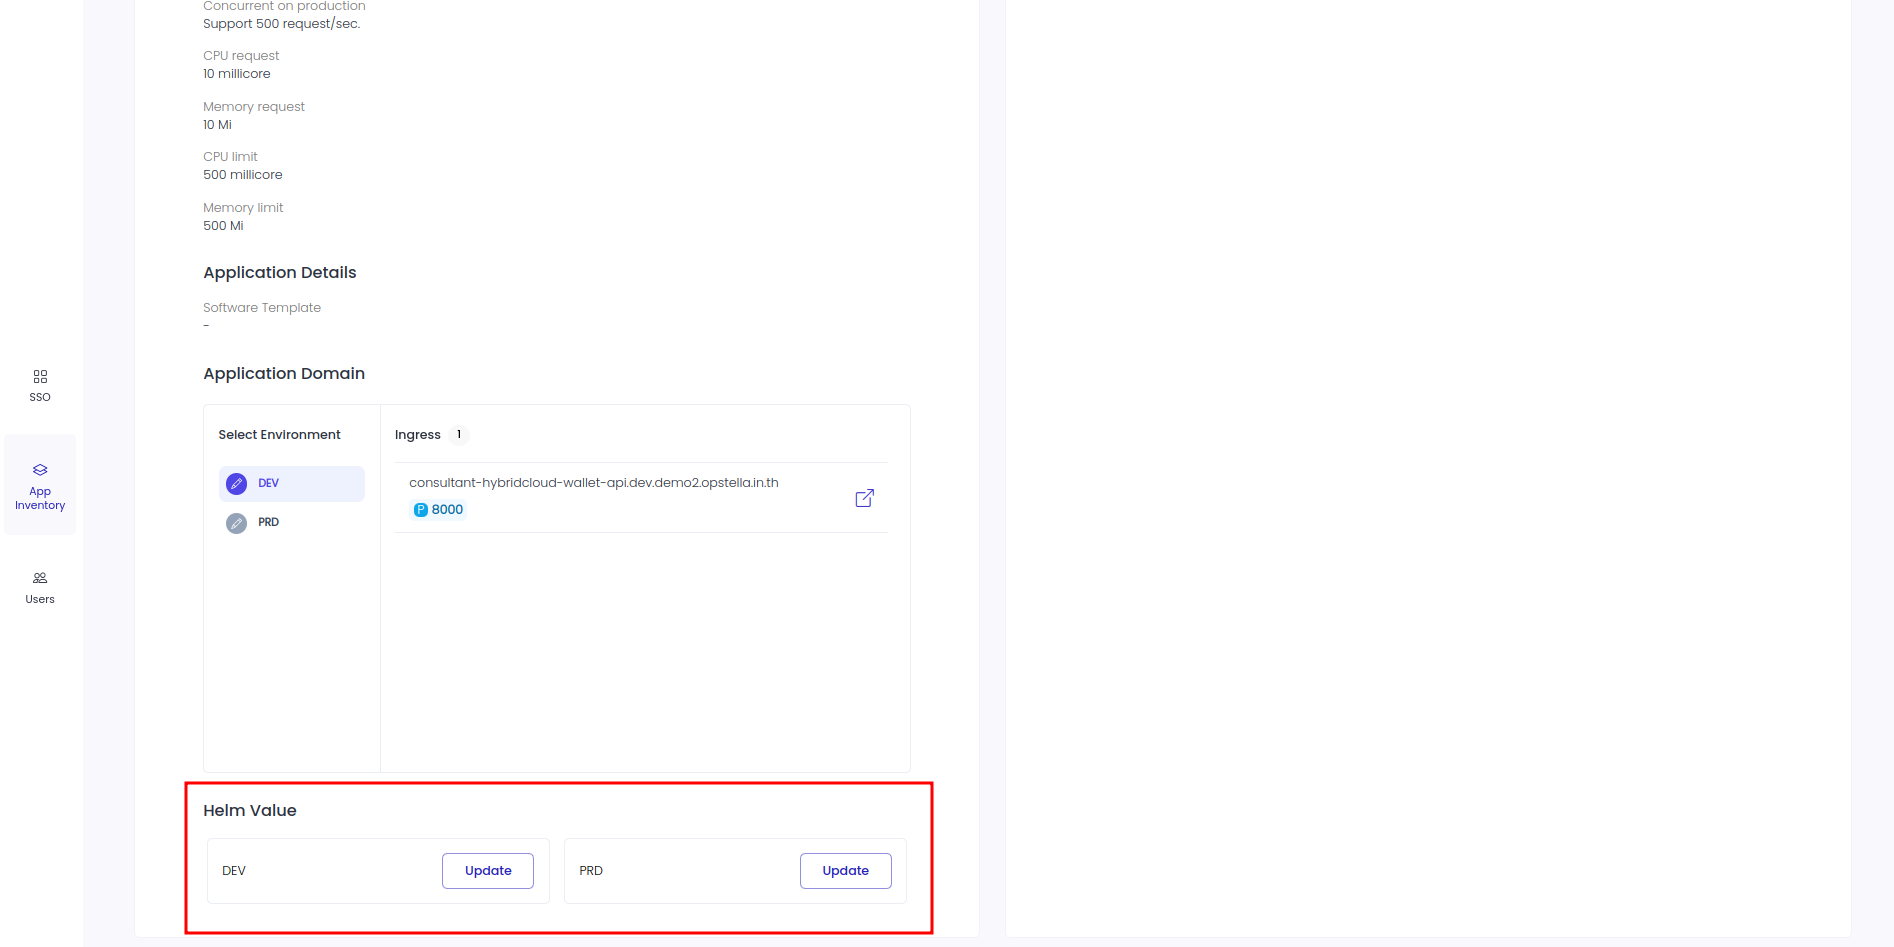 Concurrent on production
Support 500 request/sec.
CPU request
10 millicore
Memory request
10 Mi
CPU limit
500 millicore
Memory limit
500 Mi
Application Details
Software Template
-
Application Domain
Select Environment
DEV
PRD
Ingress 1
consultant-hybridcloud-wallet-api.dev.demo2.opstella.in.th
P 8000
Helm Value
DEV Update
PRD Update
SSO
App
Inventory
Users